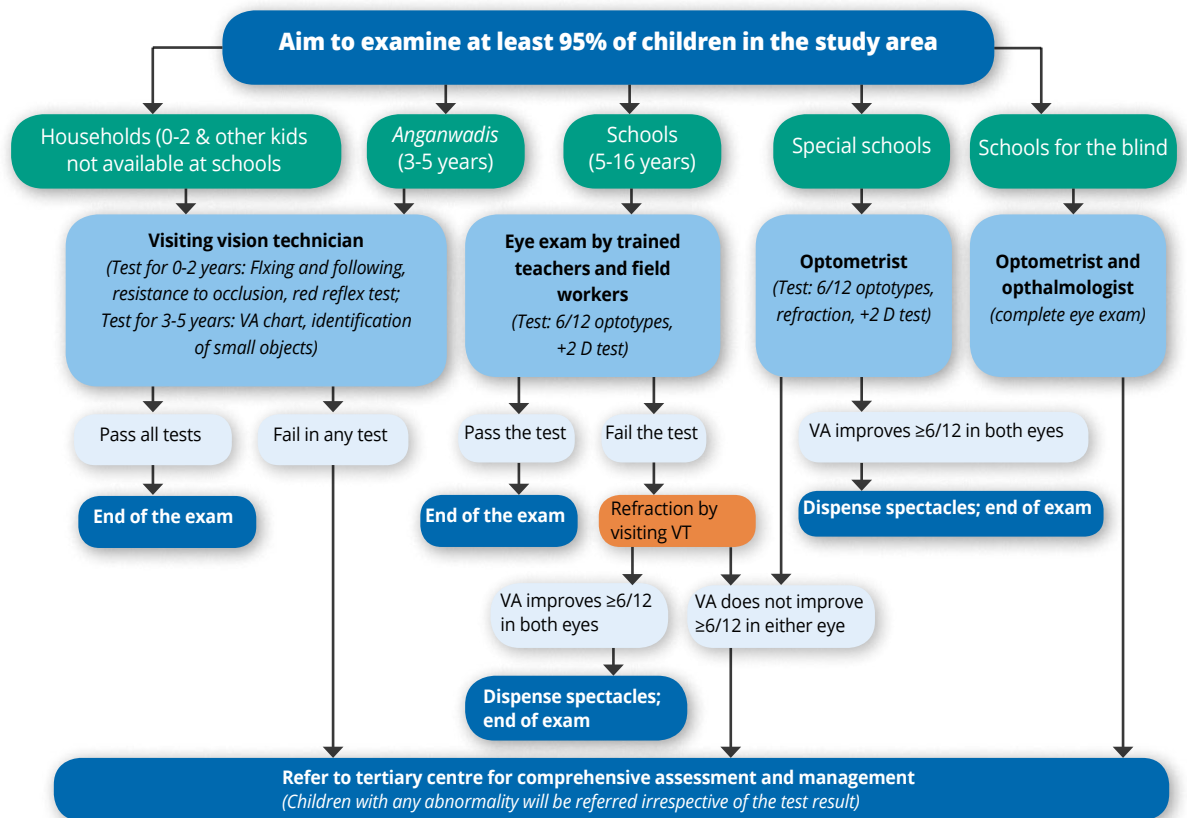 Aim to examine at least 95% of children in the study area
Households (0-2 & other kids
not available at schools
Anganwadis
(3-5 years)
Schools
(5-16 years)
Special schools
Schools for the blind
Visiting vision technician
(Test for 0-2 years: FIxing and following,
resistance to occlusion, red reflex test;
Test for 3-5 years: VA chart, identification
of small objects)
Eye exam by trained
teachers and field
workers
(Test: 6/12 optotypes,
+2 D test)
Optometrist
(Test: 6/12 optotypes,
refraction, +2 D test)
Optometrist and
opthalmologist
(complete eye exam)
Pass all tests
Fail in any test
Pass the test
Fail the test
VA improves ≥6/12 in both eyes
End of the exam
End of the exam
Refraction by
visiting VT
Dispense spectacles; end of exam
VA improves ≥6/12
in both eyes
VA does not improve
≥6/12 in either eye
Dispense spectacles;
end of exam
Refer to tertiary centre for comprehensive assessment and management
(Children with any abnormality will be referred irrespective of the test result)